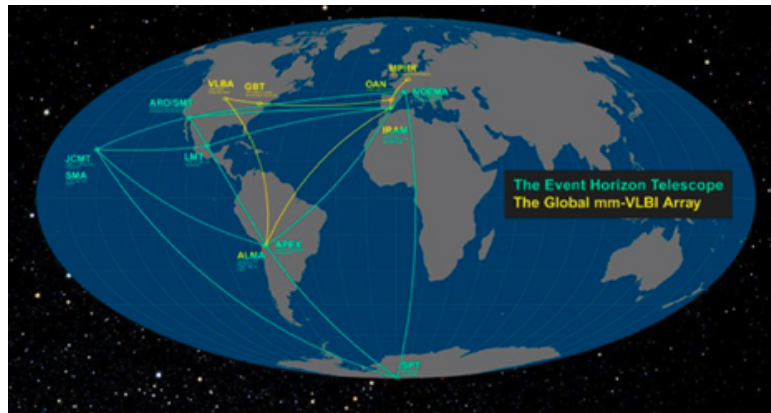 MPIfR
VLBA
GBT
OAN
NOEMA
ARO/SMT
IRAM
LMT
JCMT
SMA
The Event Horizon Telescope
The Global mm-VLBI Array
ALMA
APEX
SPT